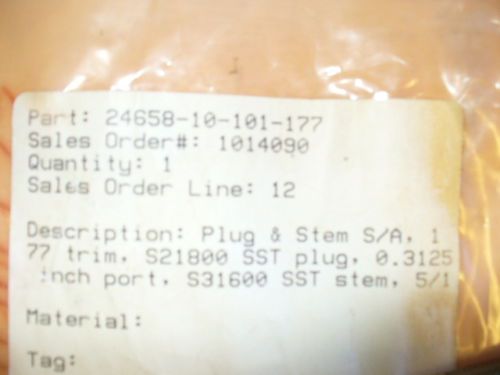 Part: 24658-10-101-177
Sales Order#: 1014090
Quantity: 1
Sales Order Line: 12
Description: Plug & Stem S/A, 1
77 trim, S21800 SST plug, 0.3125
inch port, S31600 SST stem, 5/1
Material:
Tag: